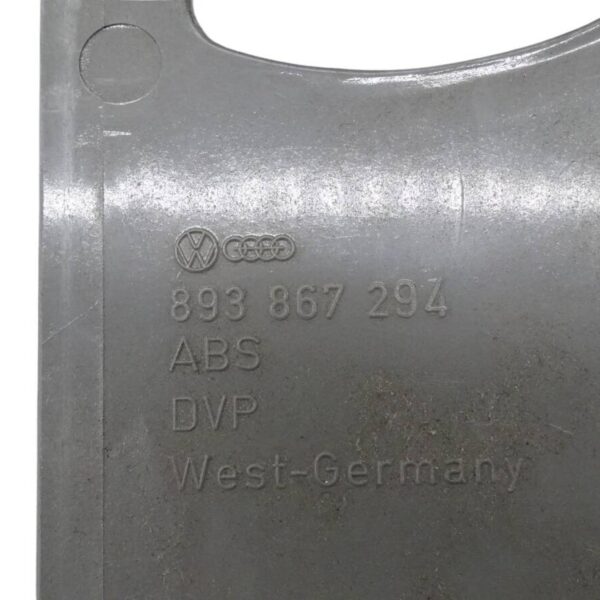 893 867 294
ABS
DVP
West-Germany